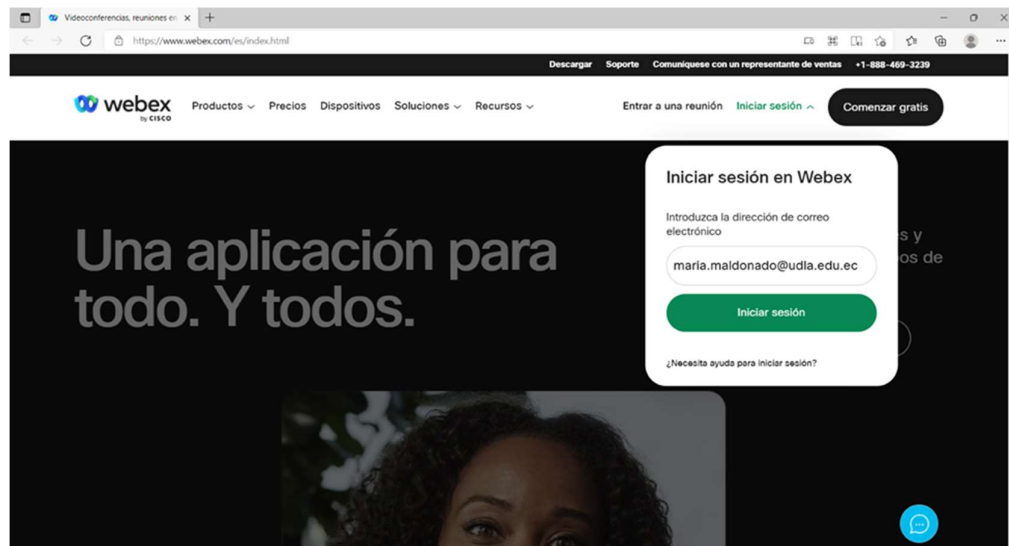 Videoconferencias, reuniones en
https://www.webex.com/es/index.html
Descargar Soporte Comuníquese con un representante de ventas +1-888-469-3239
webex
by CISCO
Productos Precios Dispositivos Soluciones Recursos Entrar a una reunión Iniciar sesión Comenzar gratis
Iniciar sesión en Webex
Introduzca la dirección de correo
electrónico
maria.maldonado@udla.edu.ec
Iniciar sesión
¿Necesita ayuda para iniciar sesión?
Una aplicación para
todo. Y todos.
s y
os de